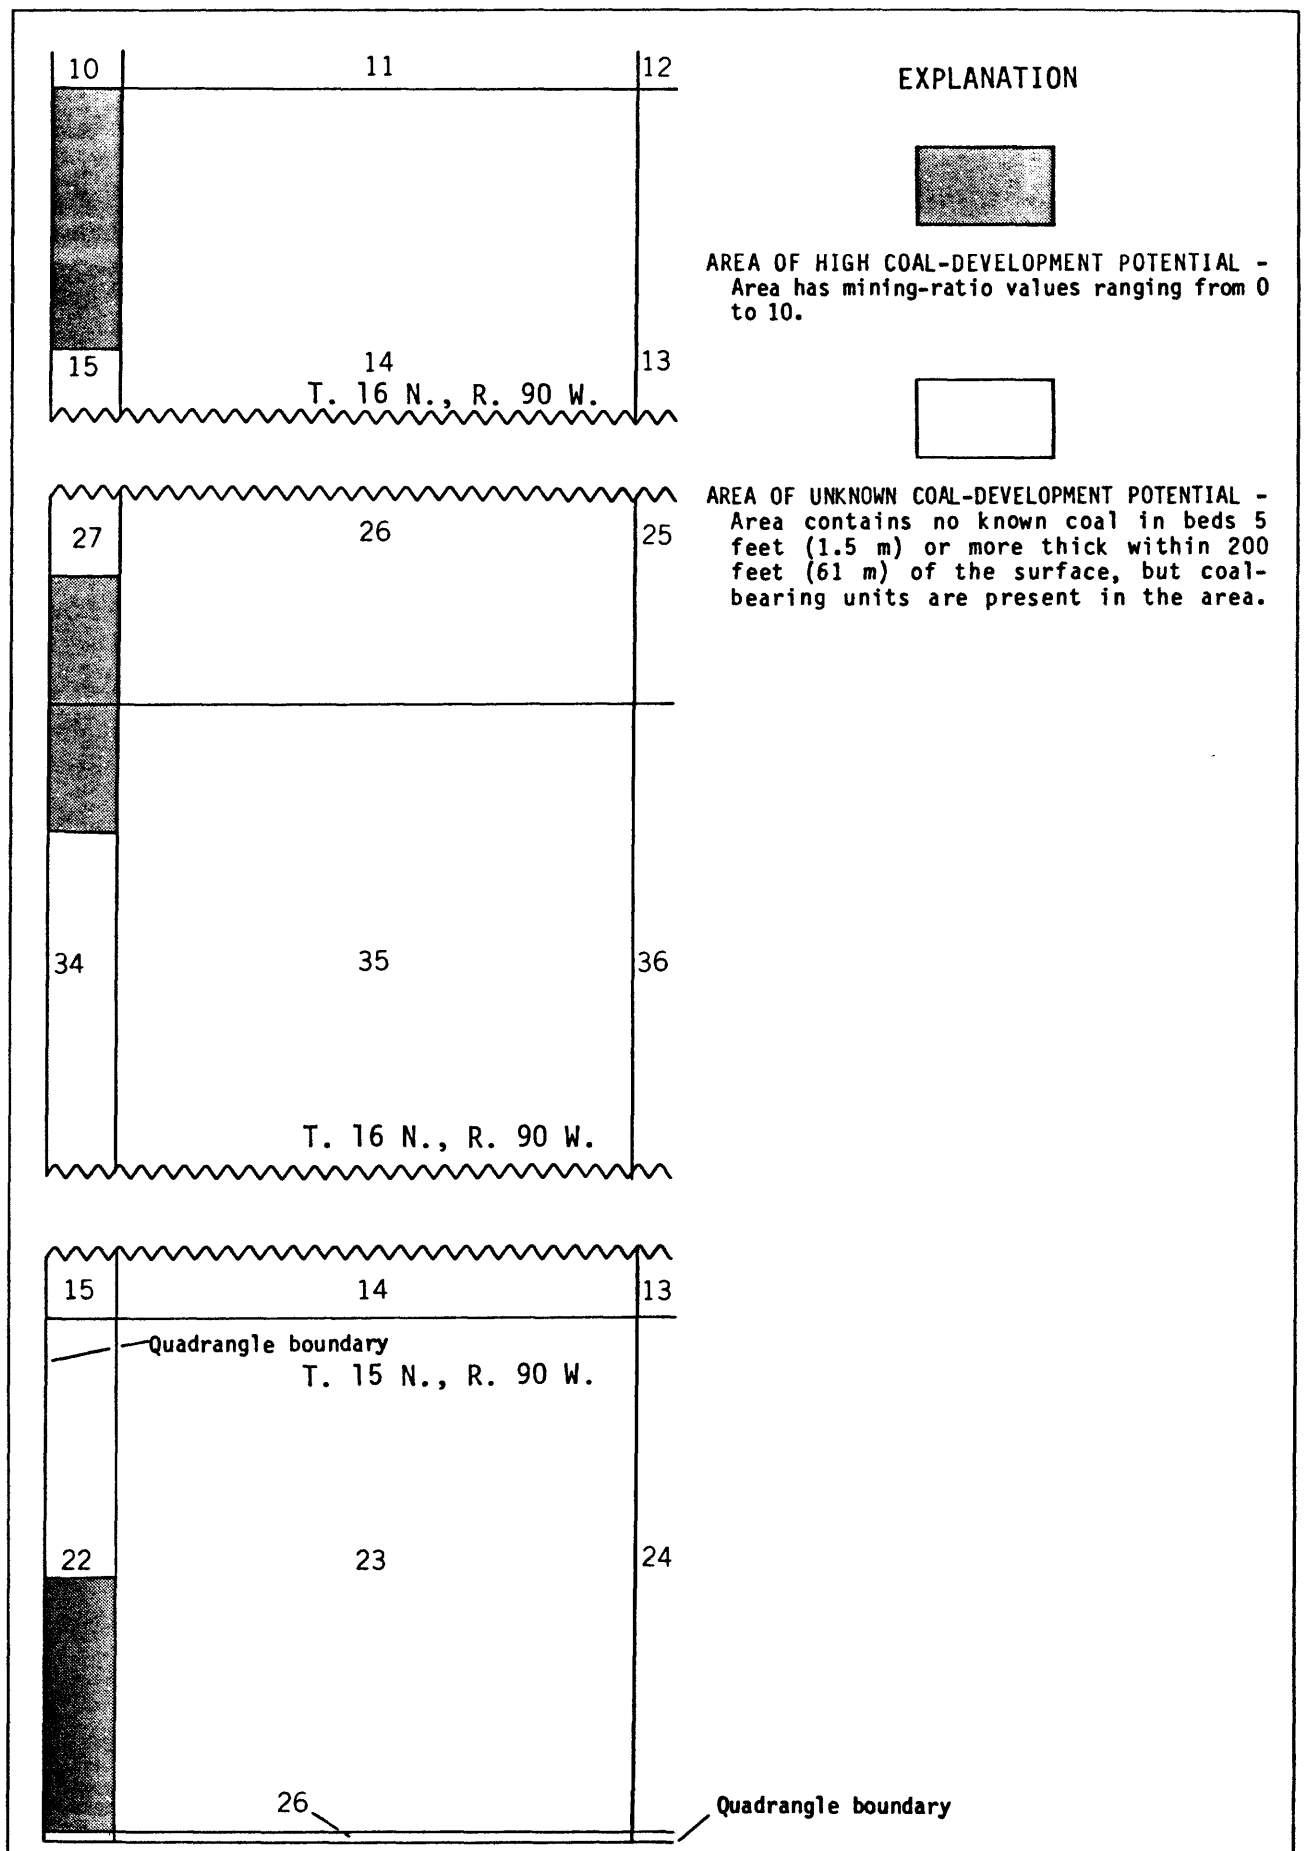 10 11 12
15 14 13
T. 16 N., R. 90 W.
27 26 25
34 35 36
T. 16 N., R. 90 W.
15 14 13
Quadrangle boundary
T. 15 N., R. 90 W.
22 23 24
26
Quadrangle boundary
EXPLANATION
AREA OF HIGH COAL-DEVELOPMENT POTENTIAL -
Area has mining-ratio values ranging from 0
to 10.
AREA OF UNKNOWN COAL-DEVELOPMENT POTENTIAL -
Area contains no known coal in beds 5
feet (1.5 m) or more thick within 200
feet (61 m) of the surface, but coal-
bearing units are present in the area.